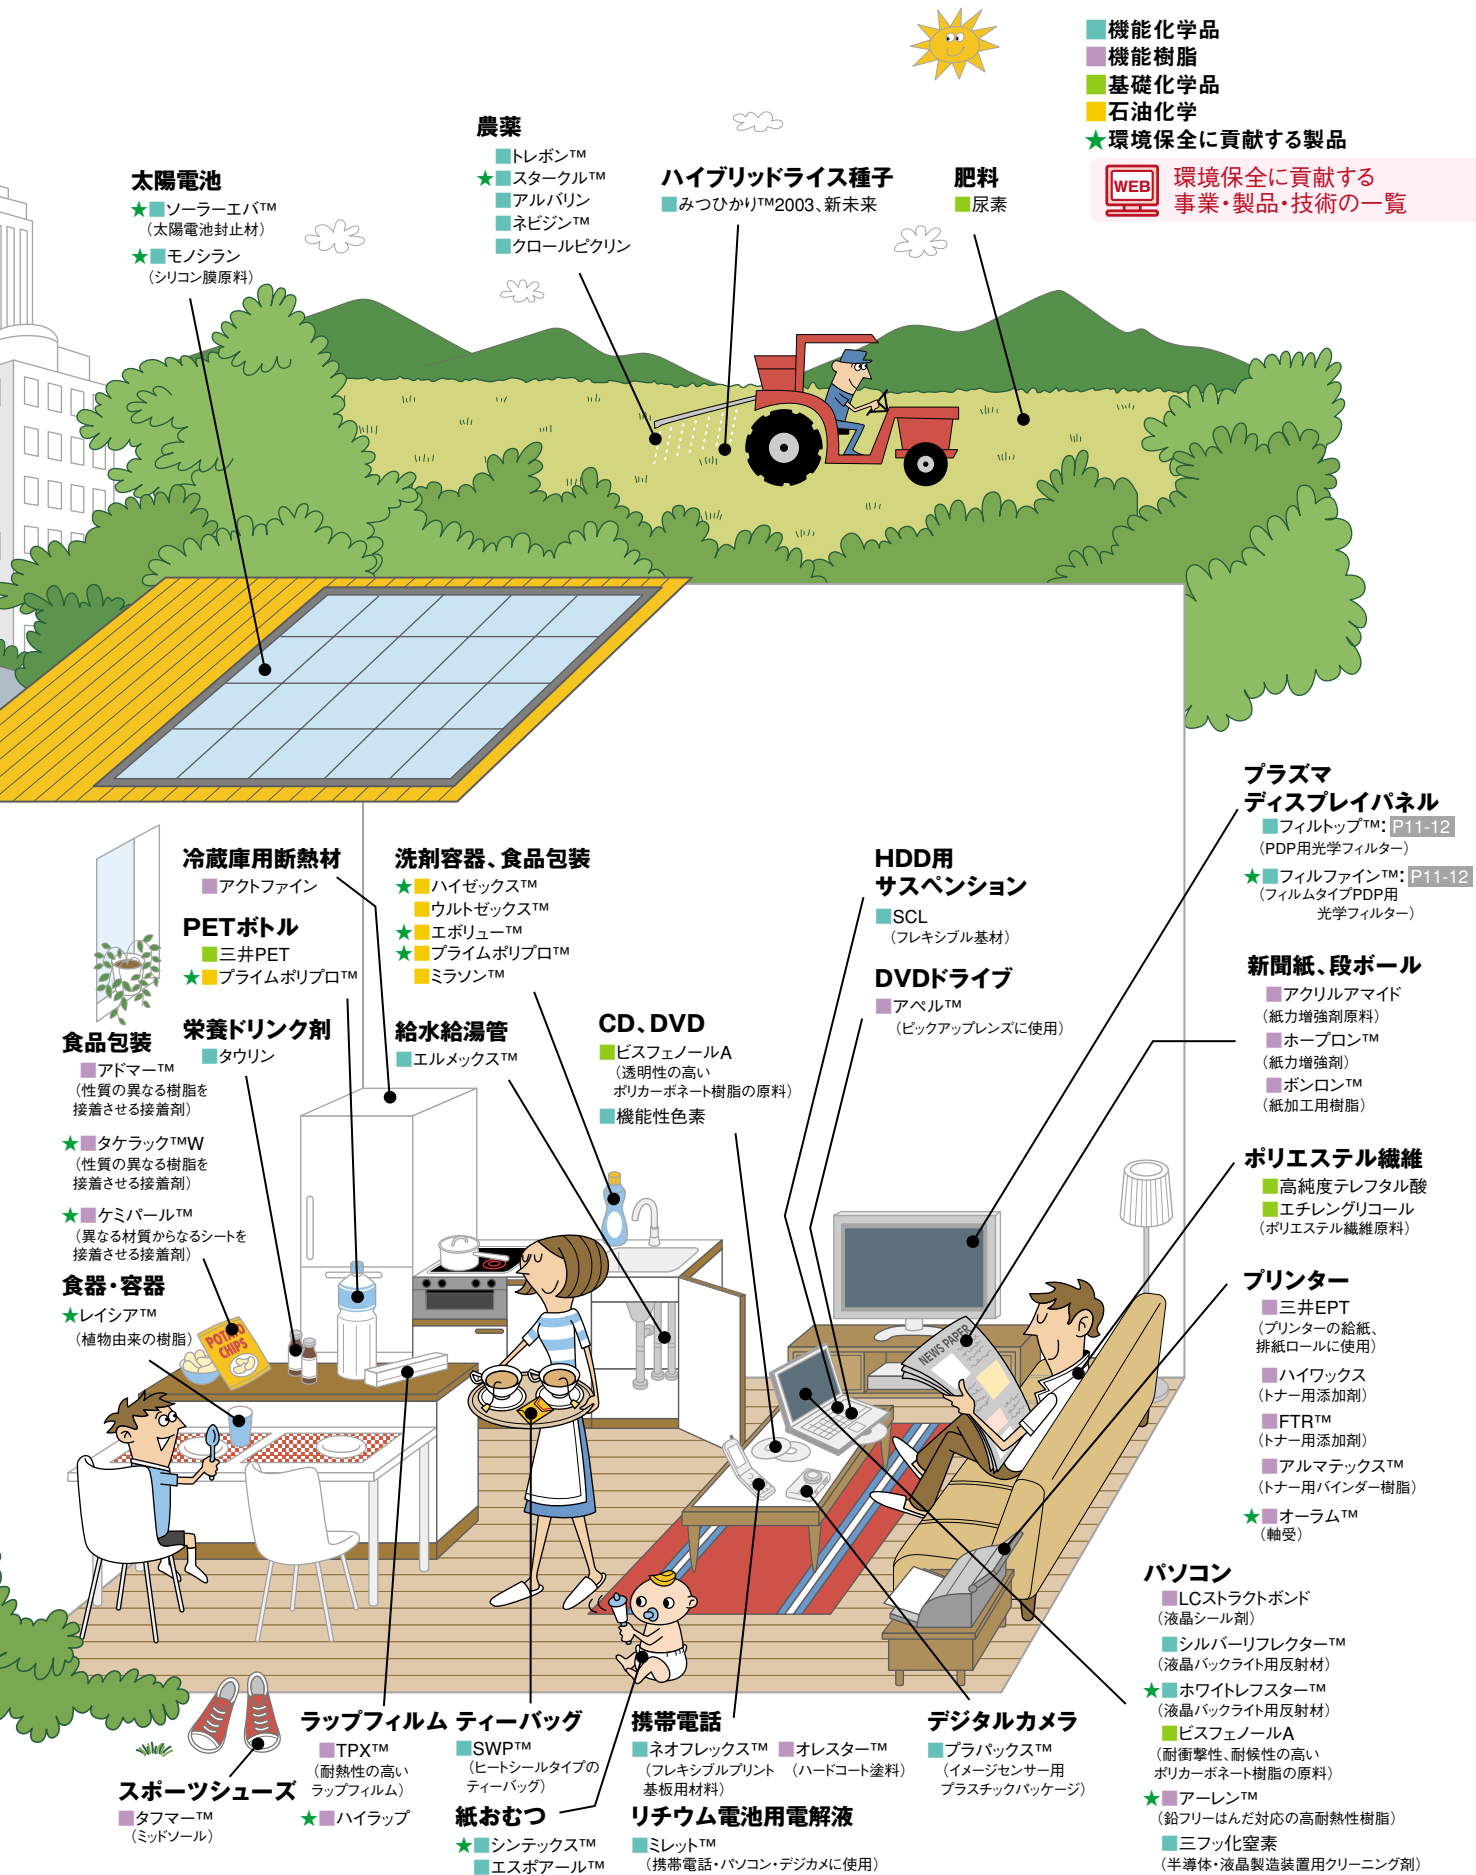 ■機能化学品
■機能樹脂
■基礎化学品
■石油化学
★環境保全に貢献する製品
WEB
環境保全に貢献する
事業・製品・技術の一覧
農薬
■トレボン™
★■スタークル™
■アルバリン
■ネビジン™
■クロールピクリン
太陽電池
★■ソーラーエバ™
（太陽電池封止材）
★■モノシラン
（シリコン膜原料）
ハイブリッドライス種子
■みつひかり™2003、新未来
肥料
■尿素
プラズマ
ディスプレイパネル
■フィルトップ™：P11-12
（PDP用光学フィルター）
★■フィルファイン™：P11-12
（フィルムタイプPDP用
光学フィルター）
冷蔵庫用断熱材
■アクトファイン
PETボトル
■三井PET
★■プライムポリプロ™
洗剤容器、食品包装
★■ハイゼックス™
■ウルトゼックス™
★■エボリュー™
★■プライムポリプロ™
■ミラソン™
HDD用
サスペンション
■SCL
（フレキシブル基材）
DVDドライブ
■アペル™
（ピックアップレンズに使用）
新聞紙、段ボール
■アクリルアマイド
（紙力増強剤原料）
■ホープロン™
（紙力増強剤）
■ボンロン™
（紙加工用樹脂）
食品包装
■アドマー™
（性質の異なる樹脂を
接着させる接着剤）
★■タケラック™W
（性質の異なる樹脂を
接着させる接着剤）
★■ケミパール™
（異なる材質からなるシートを
接着させる接着剤）
栄養ドリンク剤
■タウリン
給水給湯管
■エルメックス™
CD、DVD
■ビスフェノールA
（透明性の高い
ポリカーボネート樹脂の原料）
■機能性色素
ポリエステル繊維
■高純度テレフタル酸
■エチレングリコール
（ポリエステル繊維原料）
食器・容器
★レイシア™
（植物由来の樹脂）
POTATO
CHIPS
NEWS PAPER
プリンター
■三井EPT
（プリンターの給紙、
排紙ロールに使用）
■ハイワックス
（トナー用添加剤）
■FTR™
（トナー用添加剤）
■アルマテックス™
（トナー用バインダー樹脂）
★■オーラム™
（軸受）
パソコン
■LCストラクトボンド
（液晶シール剤）
■シルバーリフレクター™
（液晶バックライト用反射材）
★■ホワイトレフスター™
（液晶バックライト用反射材）
■ビスフェノールA
（耐衝撃性、耐候性の高い
ポリカーボネート樹脂の原料）
★■アーレン™
（鉛フリーはんだ対応の高耐熱性樹脂）
■三フッ化窒素
（半導体・液晶製造装置用クリーニング剤）
スポーツシューズ
■タフマー™
（ミッドソール）
ラップフィルム
■TPX™
（耐熱性の高い
ラップフィルム）
★■ハイラップ
ティーバッグ
■SWP™
（ヒートシールタイプの
ティーバッグ）
紙おむつ
★■シンテックス™
■エスポアール™
携帯電話
■ネオフレックス™ ■オレスター™
（フレキシブルプリント （ハードコート塗料）
基板用材料）
リチウム電池用電解液
■ミレット™
（携帯電話・パソコン・デジカメに使用）
デジタルカメラ
■プラパックス™
（イメージセンサー用
プラスチックパッケージ）